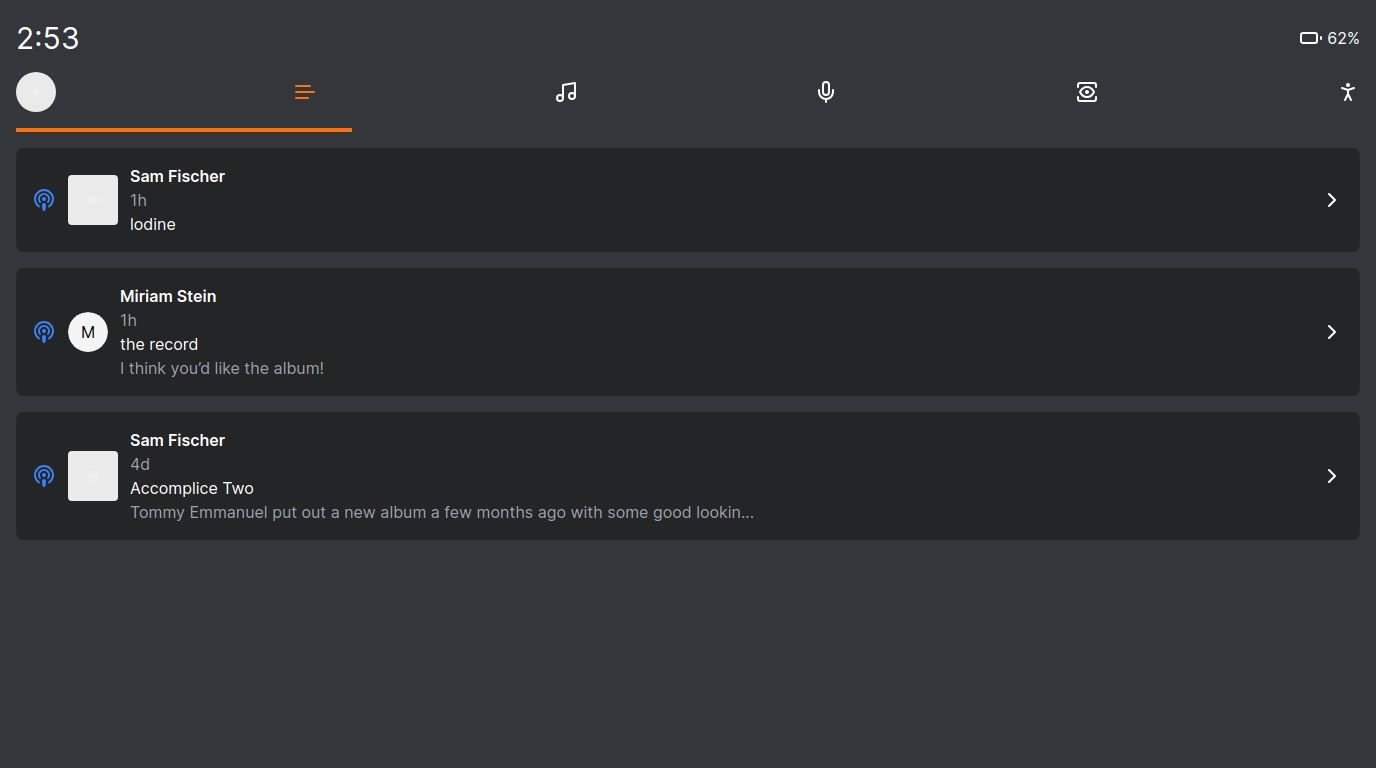 2:53
62%
Sam Fischer
1h
Iodine
Miriam Stein
M
1h
the record
I think you’d like the album!
Sam Fischer
4d
Accomplice Two
Tommy Emmanuel put out a new album a few months ago with some good lookin...